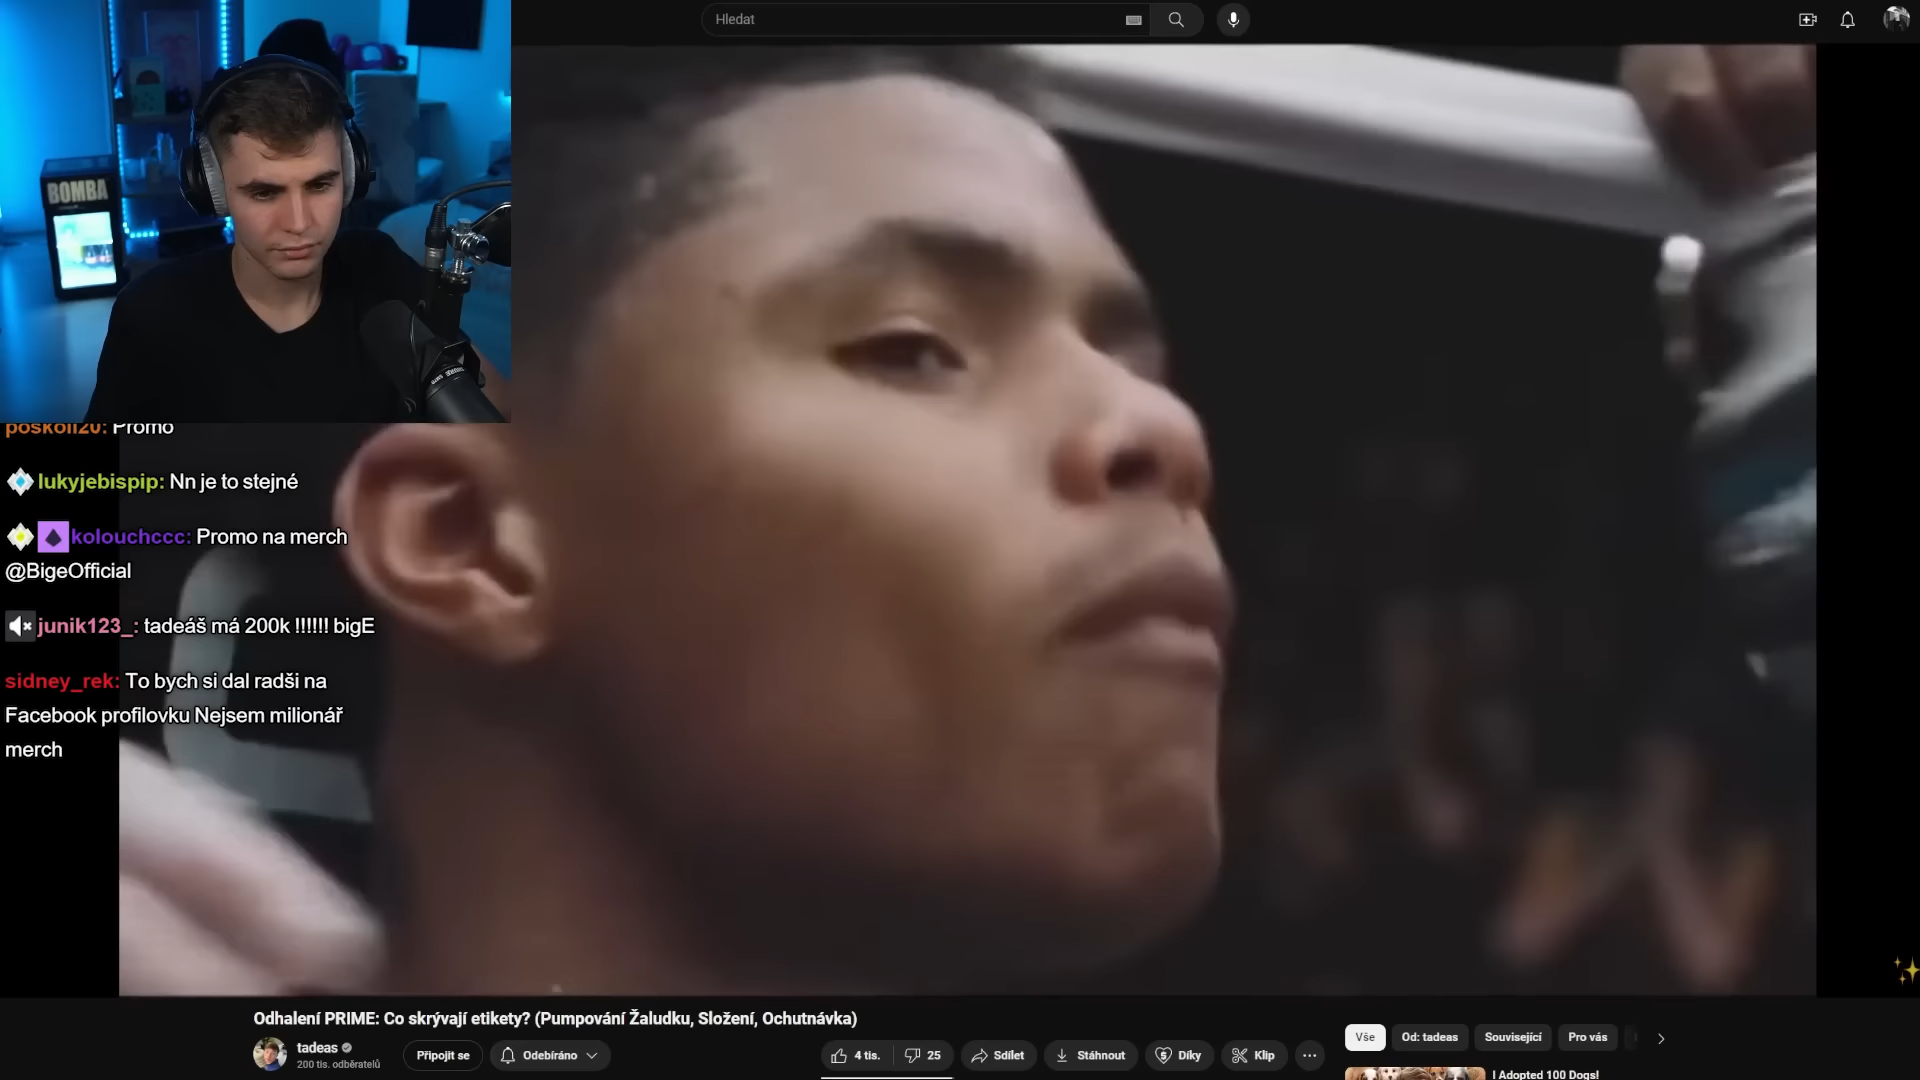 Hledat
BOMBA
poskoll20: Promo
lukyjebispip: Nn je to stejné
kolouchccc: Promo na merch
@BigeOfficial
junik123_: tadeáš má 200k !!!!!! bigE
sidney_rek: To bych si dal radši na
Facebook profilovku Nejsem milionář
merch
Odhalení PRIME: Co skrývají etikety? (Pumpování Žaludku, Složení, Ochutnávka)
tadeas
200 tis. odběratelů
Připojit se
Odebíráno
4 tis.
25
Sdílet
Stáhnout
Díky
Klip
Vše
Od: tadeas
Související
Pro vás
I Adopted 100 Dogs!